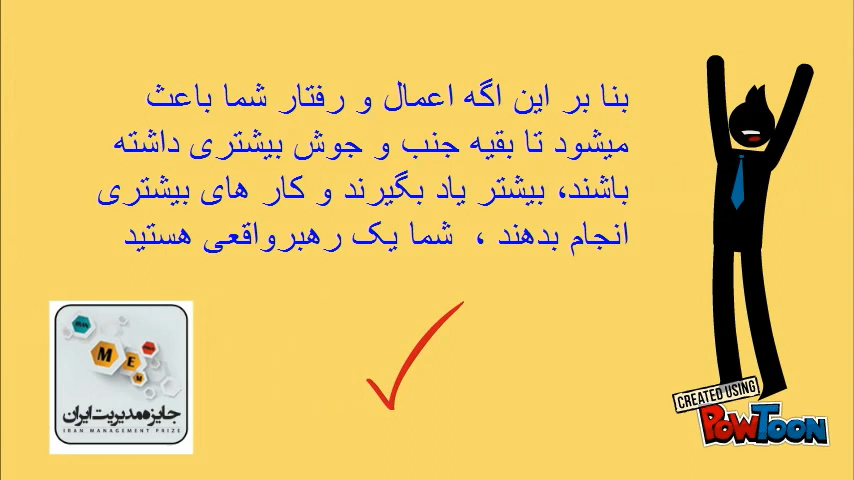 بنا بر این اگه اعمال و رفتار شما باعث
میشود تا بقیه جنب و جوش بیشتری داشته
باشند، بیشتر یاد بگیرند و کار های بیشتری
انجام بدهند ، شما یک رهبرواقعی هستید
M
E
جایزه مدیریت ایران
IRAN MANAGEMENT PRIZE
CREATED USING
POWTOON